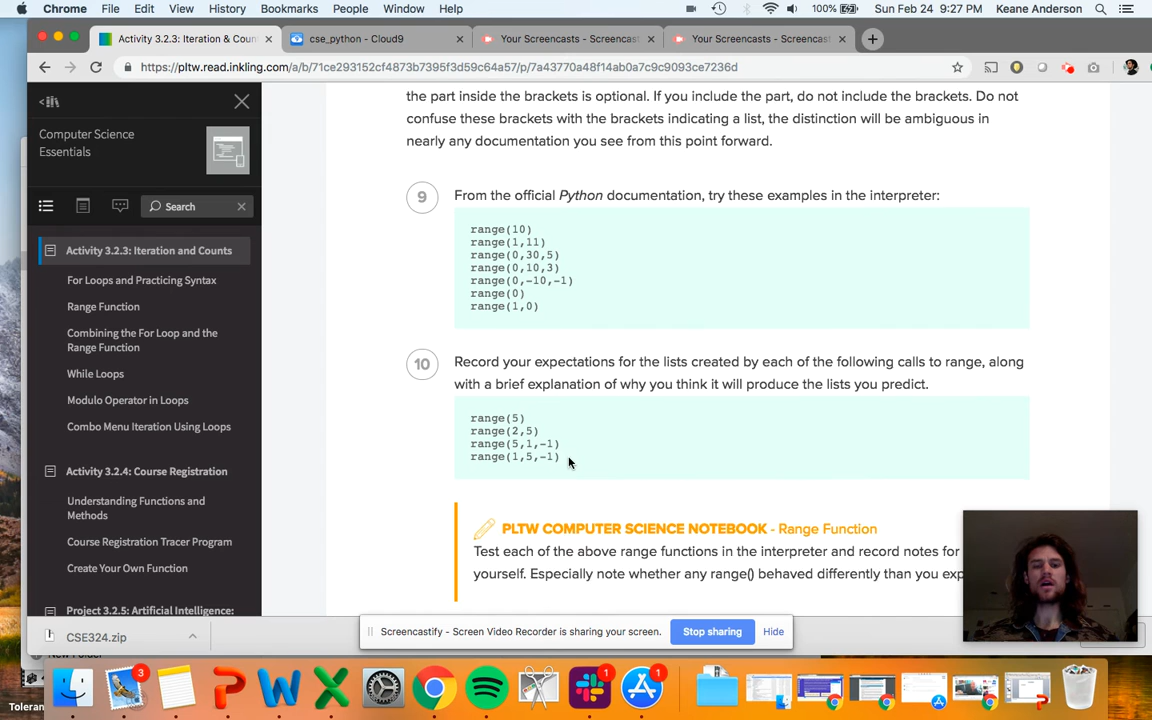 Chrome File Edit View History Bookmarks People Window Help 100% Sun Feb 24 9:27 PM Keane Anderson
Activity 3.2.3: Iteration & Coun × cse_python - Cloud9 × Your Screencasts - Screencast × Your Screencasts - Screencast ×
https://pltw.read.inkling.com/a/b/71ce293152cf4873b7395f3d59c64a57/p/7a43770a48f14ab0a7c9c9093ce7236d
Computer Science
Essentials
Search
Activity 3.2.3: Iteration and Counts
For Loops and Practicing Syntax
Range Function
Combining the For Loop and the
Range Function
While Loops
Modulo Operator in Loops
Combo Menu Iteration Using Loops
Activity 3.2.4: Course Registration
Understanding Functions and
Methods
Course Registration Tracer Program
Create Your Own Function
Project 3.2.5: Artificial Intelligence:
the part inside the brackets is optional. If you include the part, do not include the brackets. Do not
confuse these brackets with the brackets indicating a list, the distinction will be ambiguous in
nearly any documentation you see from this point forward.
9 From the official Python documentation, try these examples in the interpreter:
range(10)
range(1,11)
range(0,30,5)
range(0,10,3)
range(0,-10,-1)
range(0)
range(1,0)
10 Record your expectations for the lists created by each of the following calls to range, along
with a brief explanation of why you think it will produce the lists you predict.
range(5)
range(2,5)
range(5,1,-1)
range(1,5,-1)
PLTW COMPUTER SCIENCE NOTEBOOK - Range Function
Test each of the above range functions in the interpreter and record notes for
yourself. Especially note whether any range() behaved differently than you exp
CSE324.zip
Screencastify - Screen Video Recorder is sharing your screen. Stop sharing Hide
New Folder
3
1
1
Toleran